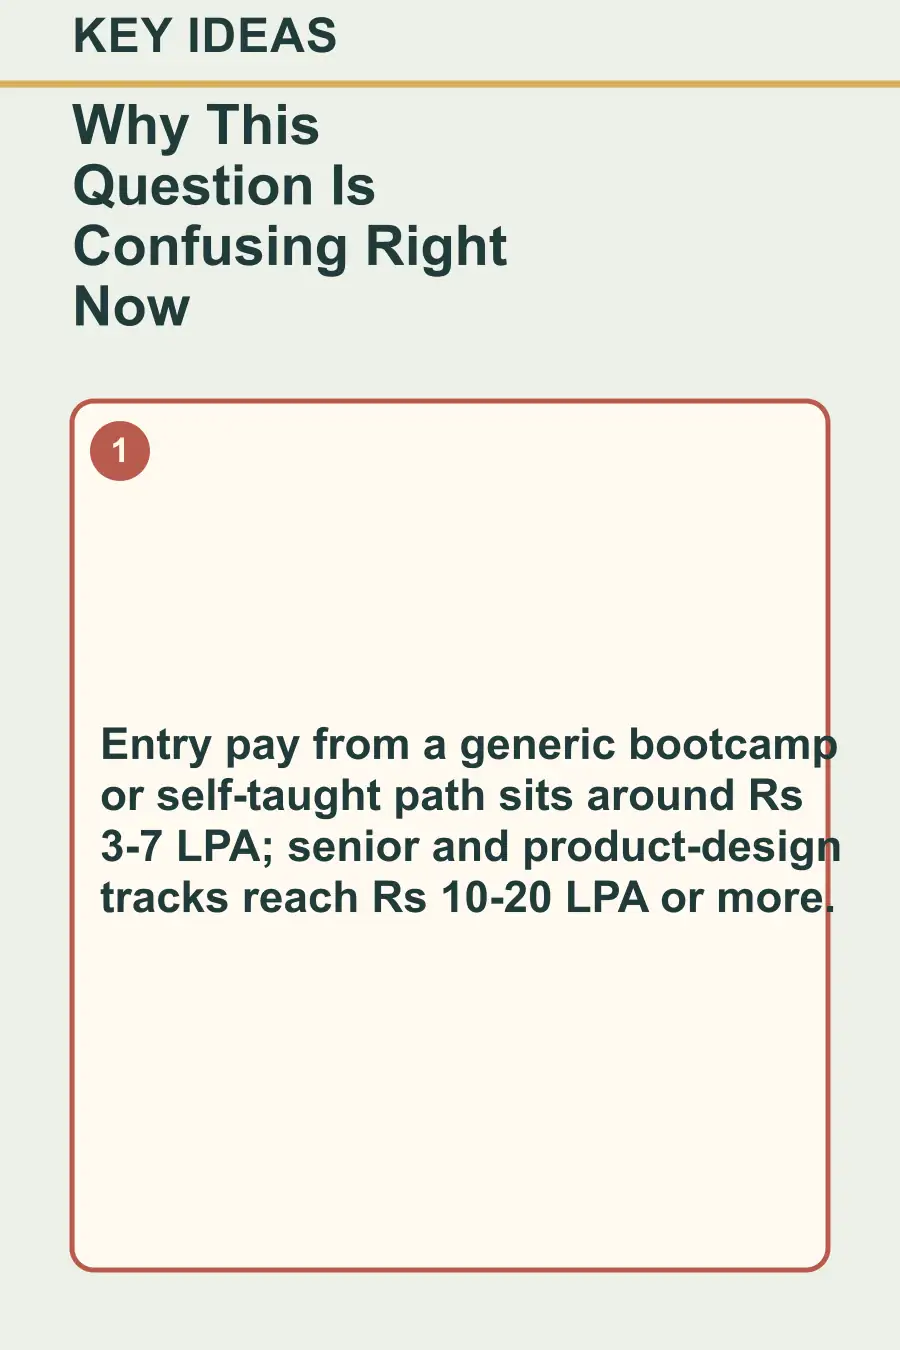 KEY IDEAS
Why This
Question Is
Confusing Right
Now
1
Entry pay from a generic bootcamp
or self-taught path sits around Rs
3-7 LPA; senior and product-design
tracks reach Rs 10-20 LPA or more.